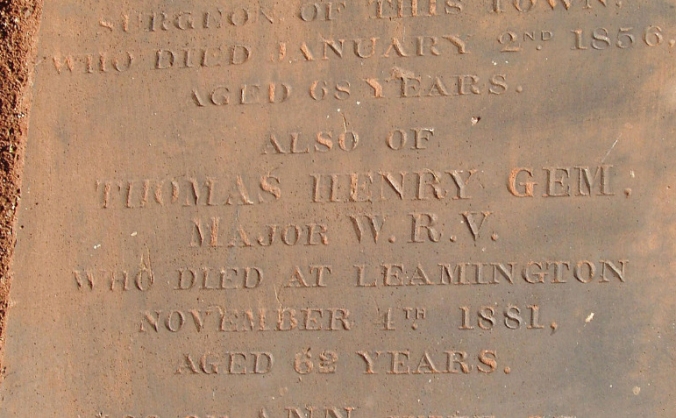 SURGEON OF THIS TOWN,
WHO DIED JANUARY 2ND. 1856,
AGED 68 YEARS.
ALSO OF
THOMAS HENRY GEM.
MAJOR W.R.V.
WHO DIED AT LEAMINGTON
NOVEMBER 4TH 1881,
AGED 62 YEARS.
ANN